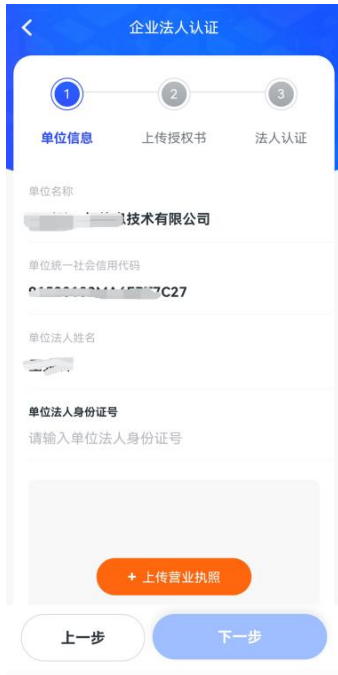 企业法人认证
1
2
3
单位信息
上传授权书
法人认证
单位名称
技术有限公司
单位统一社会信用代码
7C27
单位法人姓名
单位法人身份证号
请输入单位法人身份证号
+ 上传营业执照
上一步
下一步